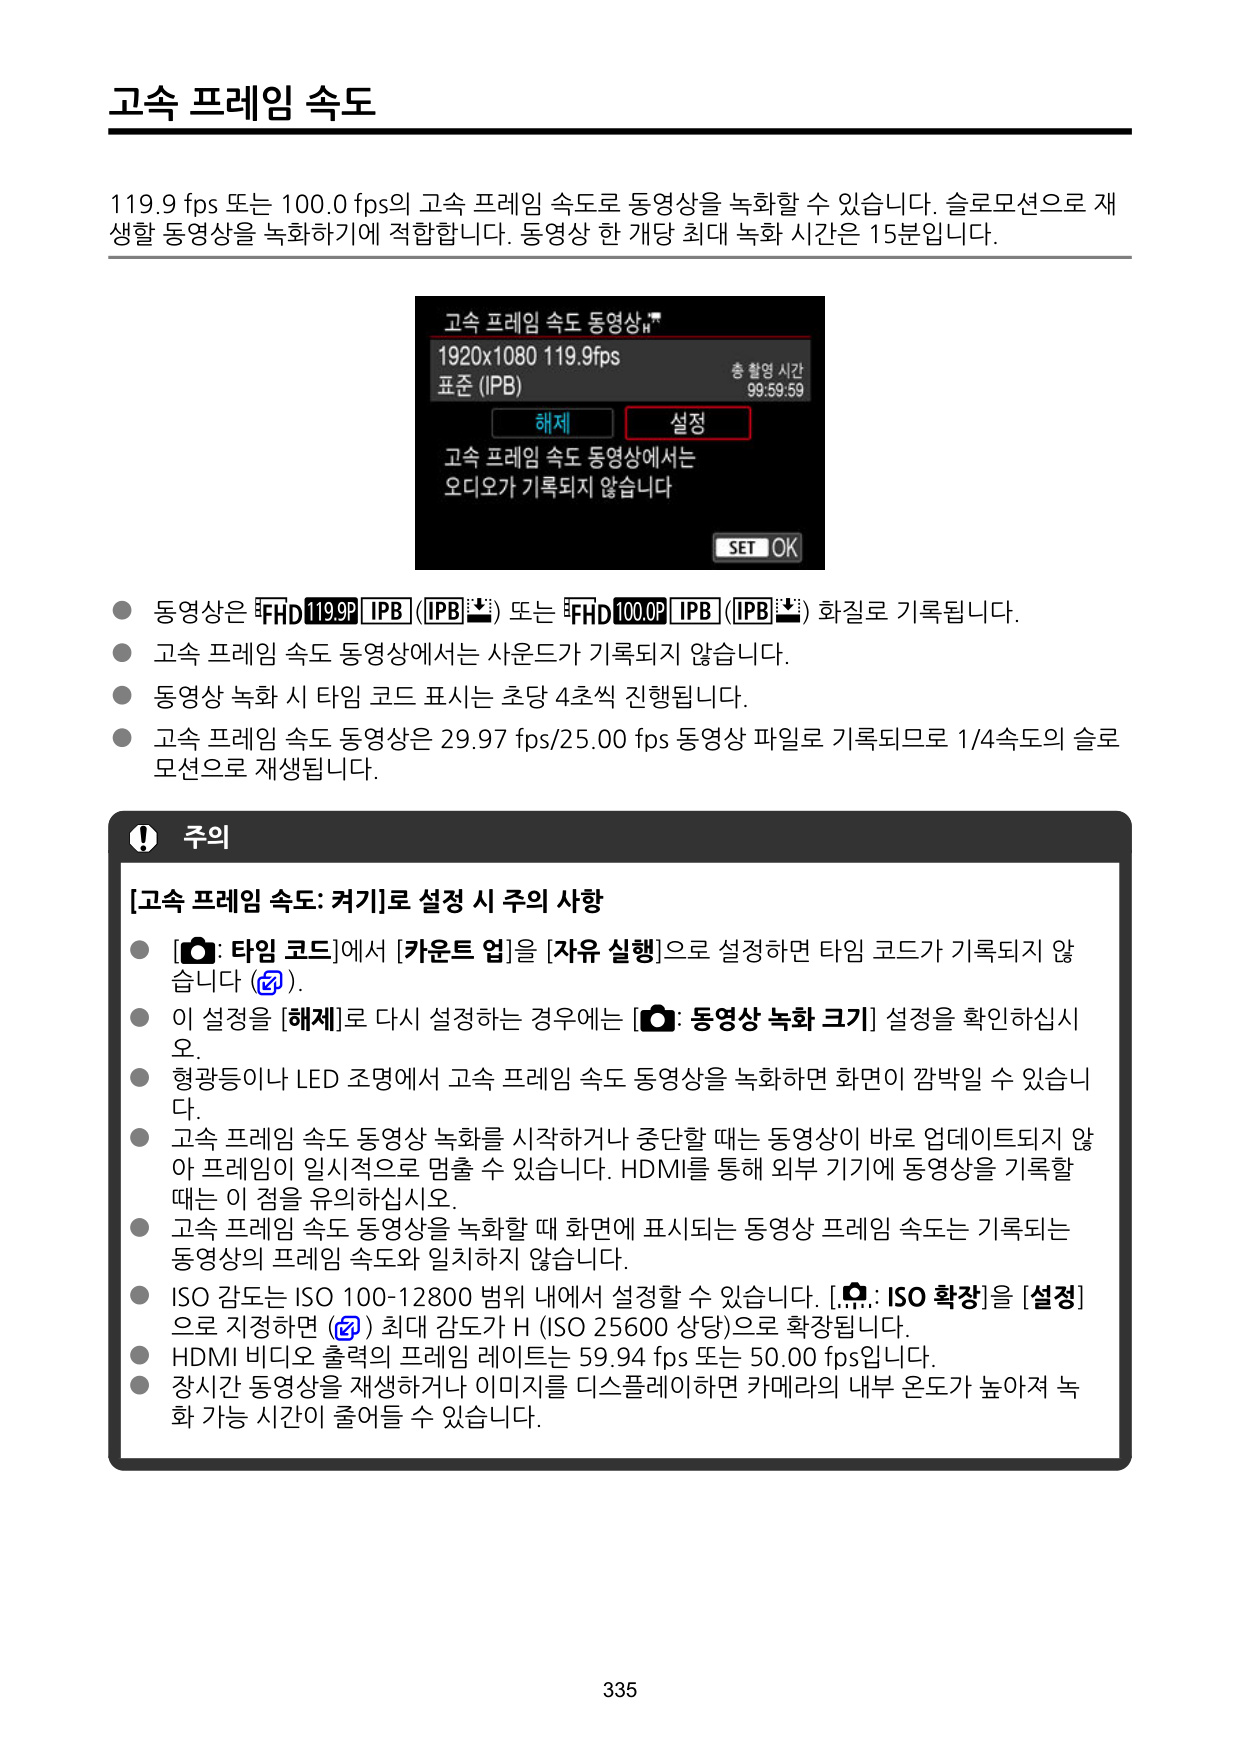 고속 프레임 속도
119.9 fps 또는 100.0 fps의 고속 프레임 속도로 동영상을 녹화할 수 있습니다. 슬로모션으로 재
생할 동영상을 녹화하기에 적합합니다. 동영상 한 개당 최대 녹화 시간은 15분입니다.
고속 프레임 속도 동영상H
1920x1080 119.9fps
표준 (IPB)
총 촬영 시간
99:59:59
해제 설정
고속 프레임 속도 동영상에서는
오디오가 기록되지 않습니다
SET OK
● 동영상은 FHD 119.9P IPB (IPB) 또는 FHD 100.0P IPB (IPB) 화질로 기록됩니다.
● 고속 프레임 속도 동영상에서는 사운드가 기록되지 않습니다.
● 동영상 녹화 시 타임 코드 표시는 초당 4초씩 진행됩니다.
● 고속 프레임 속도 동영상은 29.97 fps/25.00 fps 동영상 파일로 기록되므로 1/4속도의 슬로
모션으로 재생됩니다.
주의
[고속 프레임 속도: 켜기]로 설정 시 주의 사항
● [: 타임 코드]에서 [카운트 업]을 [자유 실행]으로 설정하면 타임 코드가 기록되지 않
습니다 ( ).
● 이 설정을 [해제]로 다시 설정하는 경우에는 [: 동영상 녹화 크기] 설정을 확인하십시
오.
● 형광등이나 LED 조명에서 고속 프레임 속도 동영상을 녹화하면 화면이 깜박일 수 있습니
다.
● 고속 프레임 속도 동영상 녹화를 시작하거나 중단할 때는 동영상이 바로 업데이트되지 않
아 프레임이 일시적으로 멈출 수 있습니다. HDMI를 통해 외부 기기에 동영상을 기록할
때는 이 점을 유의하십시오.
● 고속 프레임 속도 동영상을 녹화할 때 화면에 표시되는 동영상 프레임 속도는 기록되는
동영상의 프레임 속도와 일치하지 않습니다.
● ISO 감도는 ISO 100-12800 범위 내에서 설정할 수 있습니다. [: ISO 확장]을 [설정]
으로 지정하면 ( ) 최대 감도가 H (ISO 25600 상당)으로 확장됩니다.
● HDMI 비디오 출력의 프레임 레이트는 59.94 fps 또는 50.00 fps입니다.
● 장시간 동영상을 재생하거나 이미지를 디스플레이하면 카메라의 내부 온도가 높아져 녹
화 가능 시간이 줄어들 수 있습니다.
335